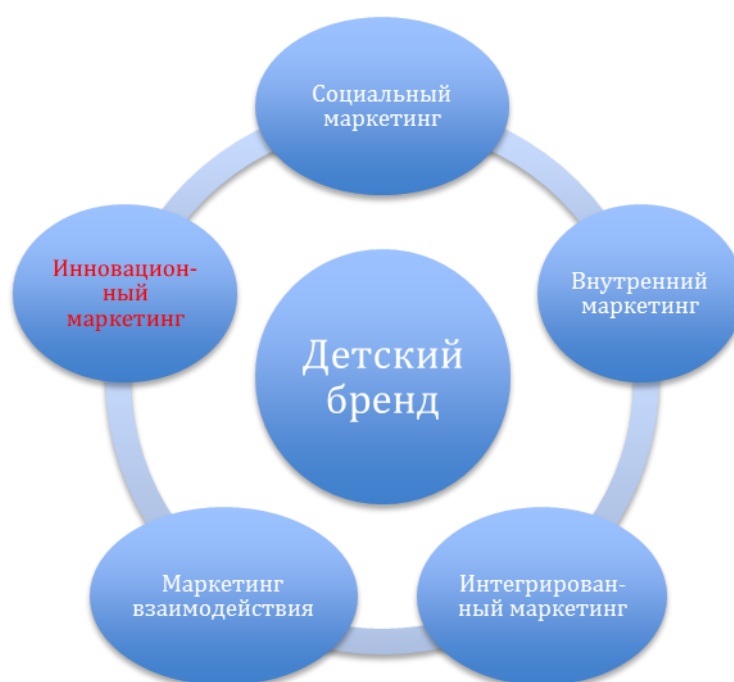 Социальный
маркетинг
Внутренний
маркетинг
Интегрирован-
ный маркетинг
Маркетинг
взаимодействия
Инновацион-
ный
маркетинг
Детский
бренд